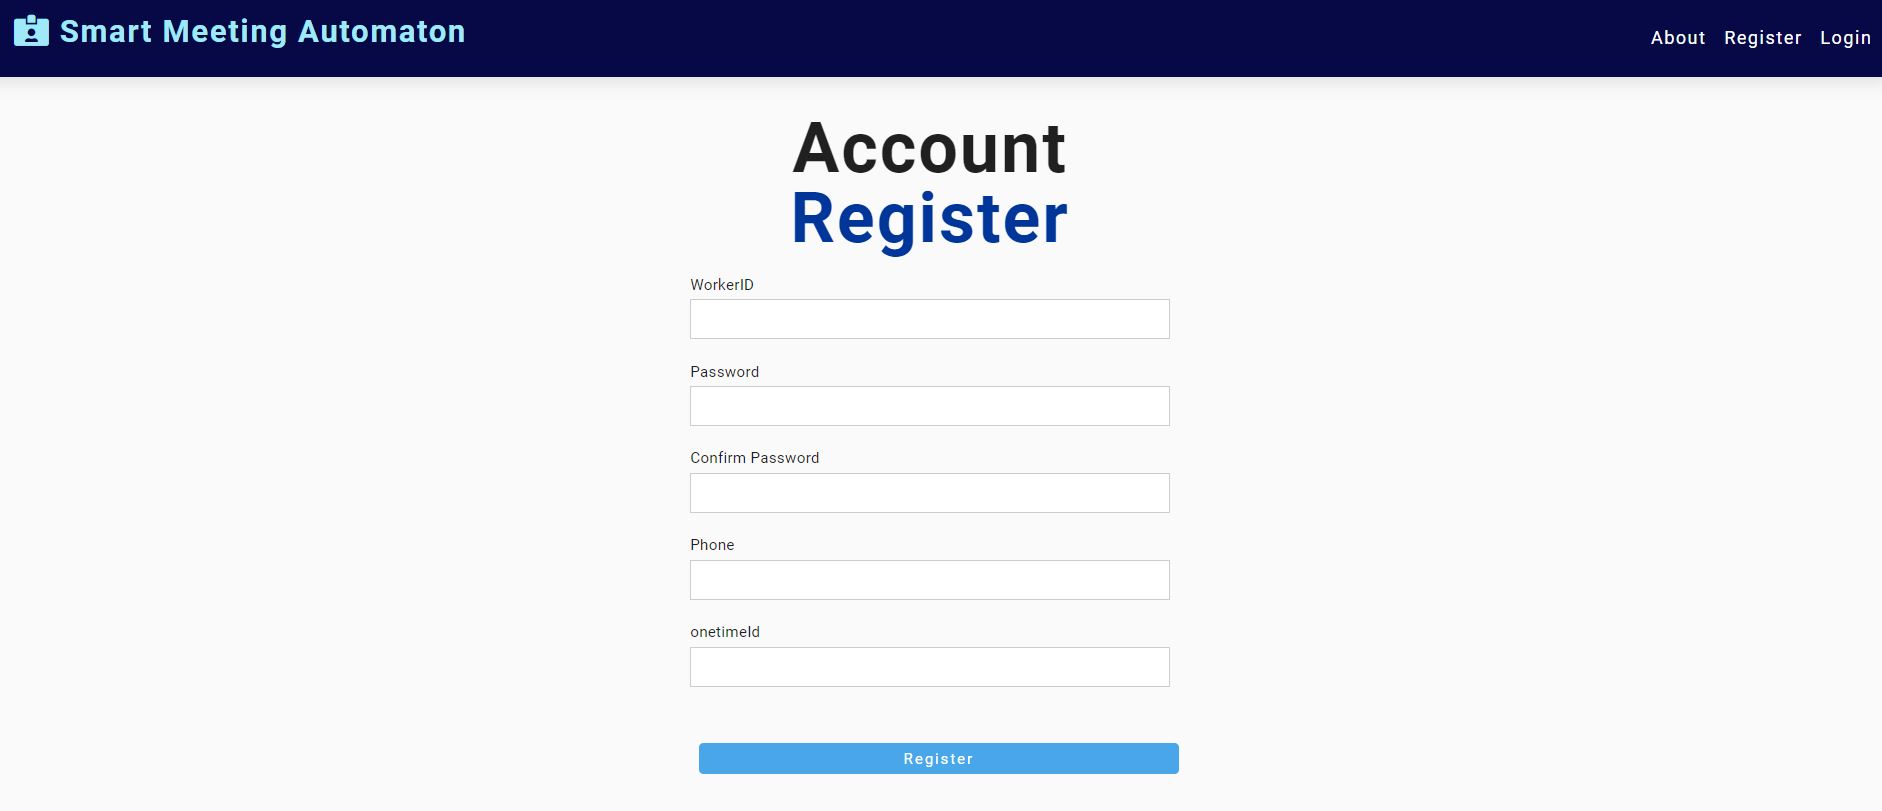 Smart Meeting Automaton
About Register Login
Account
Register
WorkerID
Password
Confirm Password
Phone
onetimeId
Register